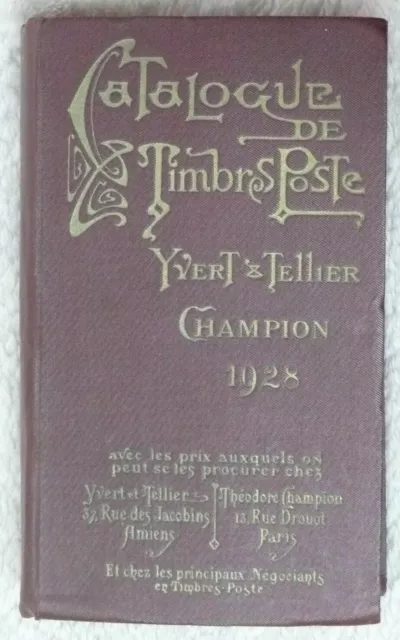 Catalogue
de
Timbres Poste
Yvert & Tellier
Champion
1928
avec les prix auxquels on
peut se les procurer chez
Yvert et Tellier
37, Rue des Jacobins
Amiens
Théodore Champion
13, Rue Drouot
Paris
Et chez les principaux Negociants
en Timbres-Poste